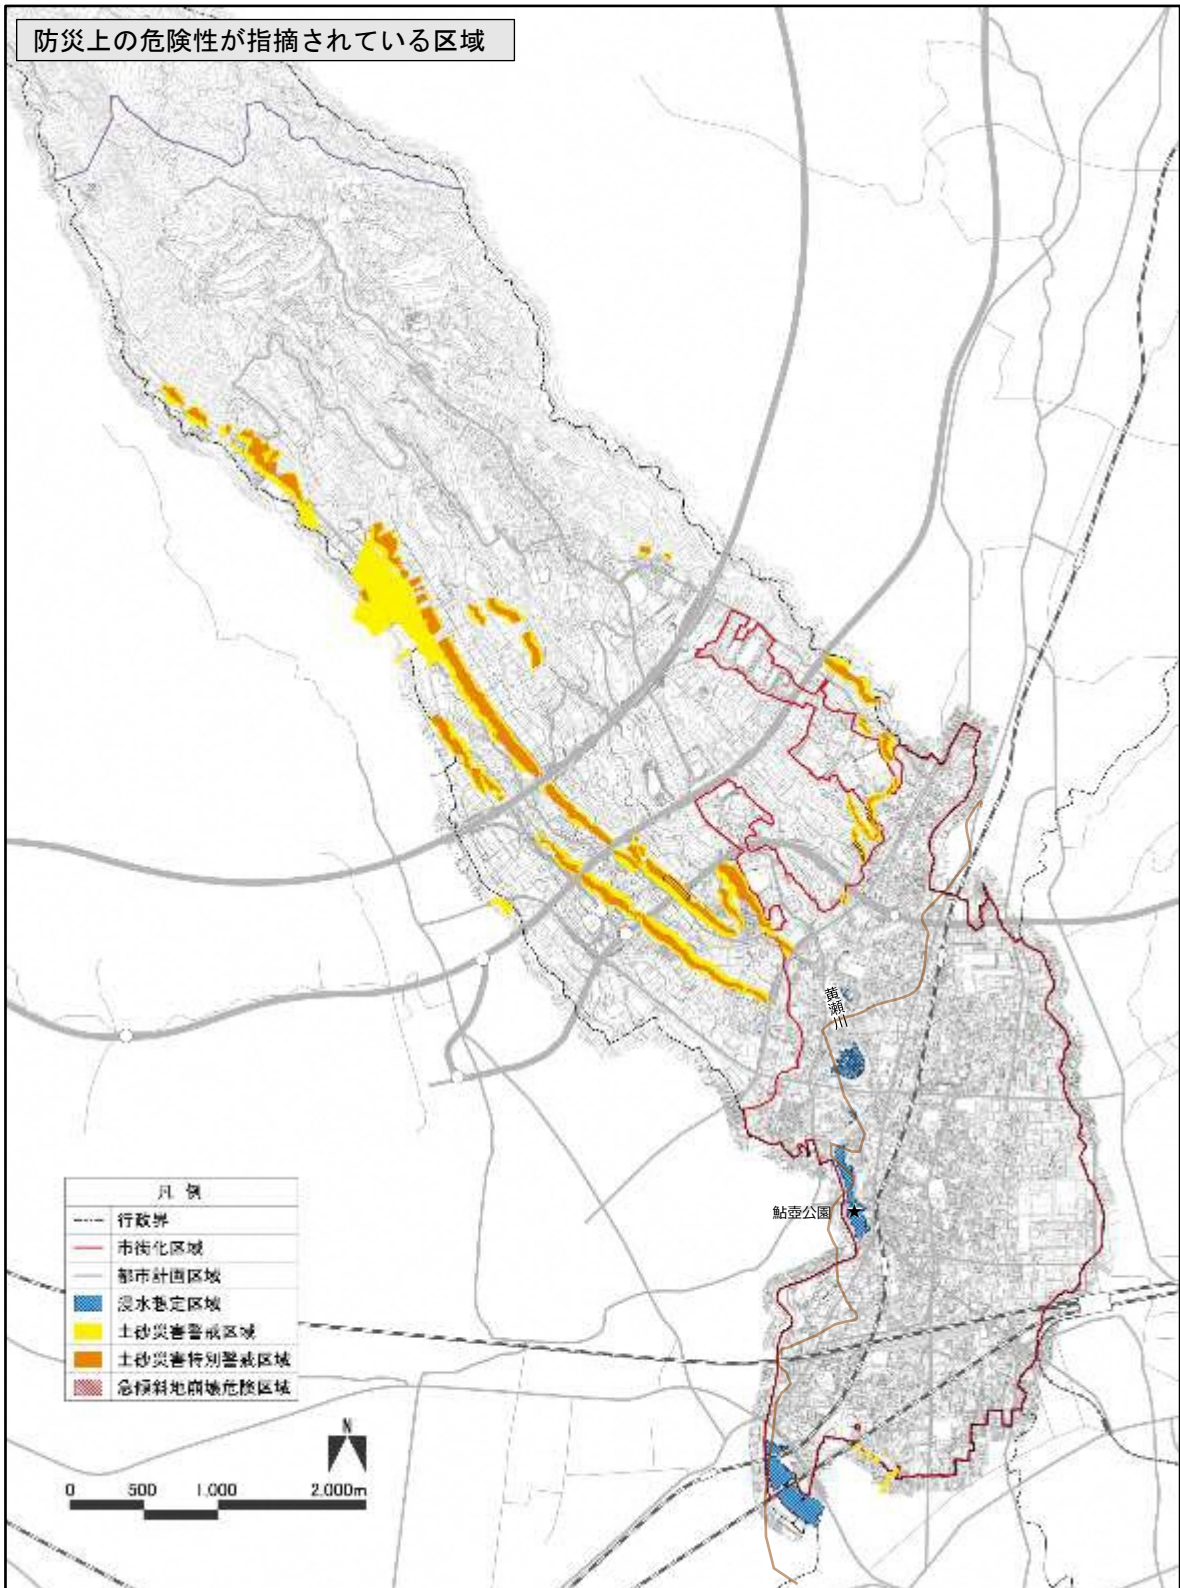 防災上の危険性が指摘されている区域
黄瀬川
鮎壺公園
凡 例
行政界
市街化区域
都市計画区域
浸水想定区域
土砂災害警戒区域
土砂災害特別警戒区域
急傾斜地崩壊危険区域
N
0 500 1,000 2,000m